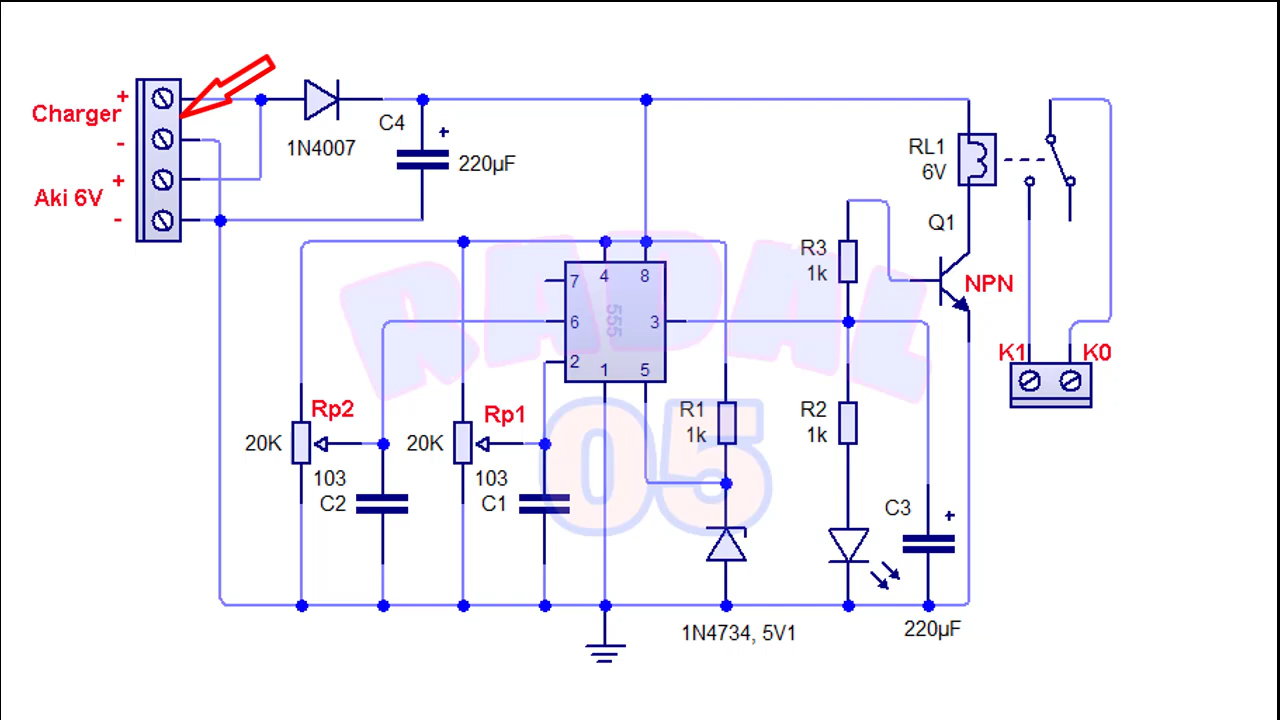 +
Charger
-
+
Aki 6V
-
1N4007
C4
+
220µF
RL1
6V
Q1
NPN
R3
1k
K1
K0
7
4
8
6
555
3
2
1
5
Rp2
20K
103
C2
Rp1
20K
103
C1
R1
1k
R2
1k
C3
+
1N4734, 5V1
220µF
RADAL
05